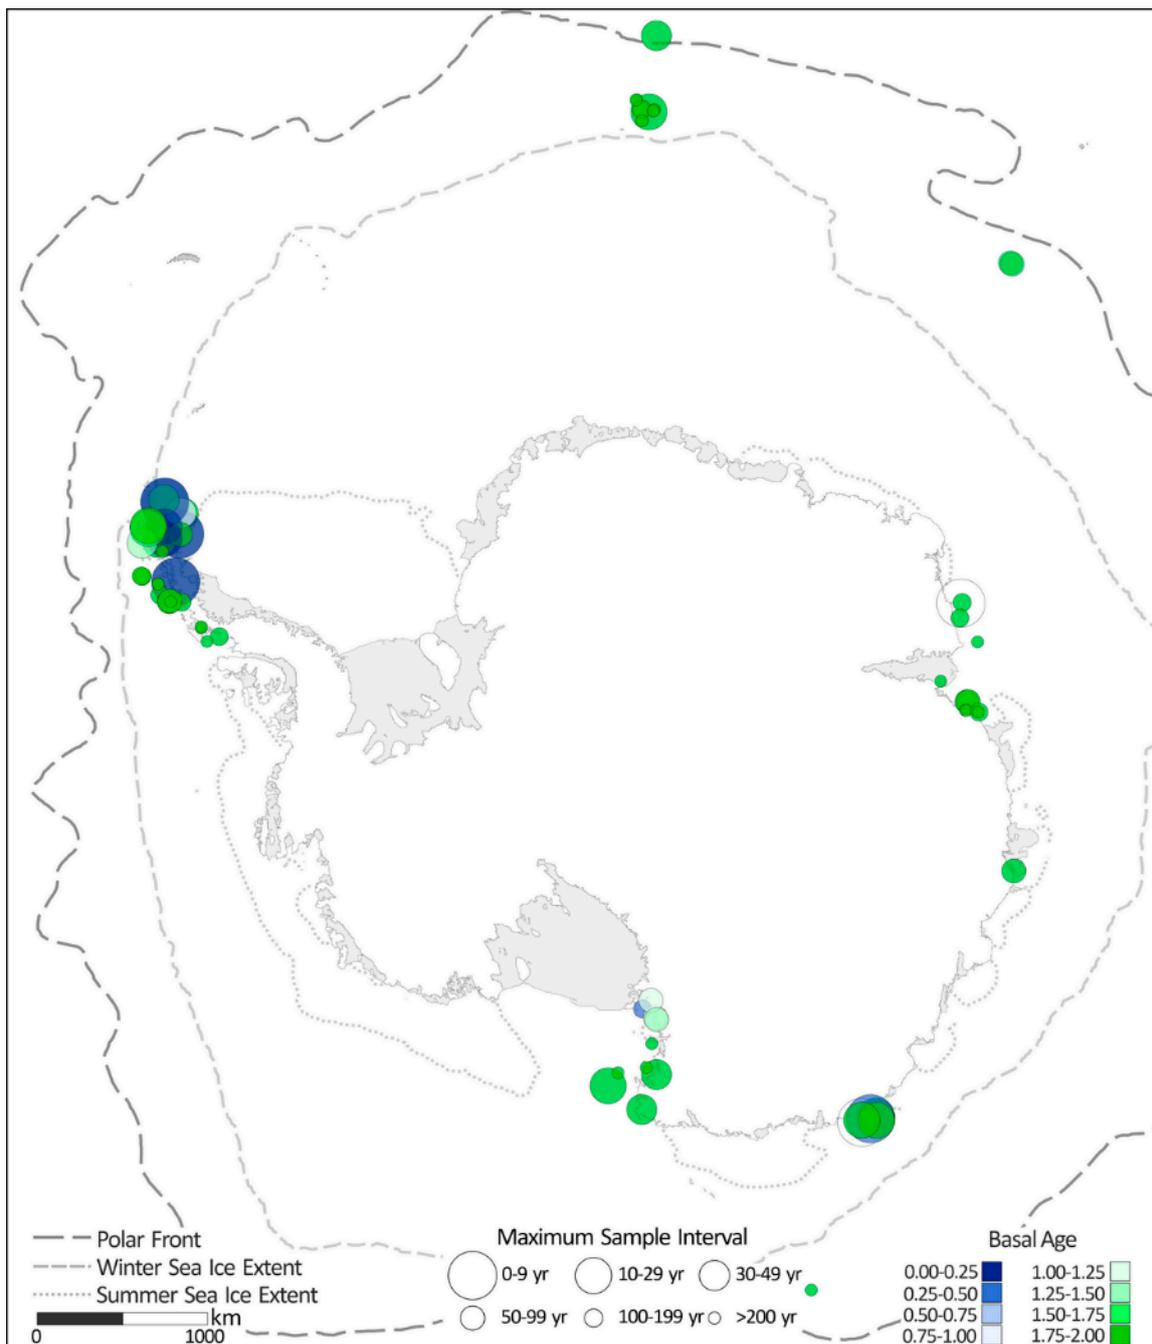 Polar Front
Winter Sea Ice Extent
Summer Sea Ice Extent
km
0 1000
Maximum Sample Interval
0-9 yr 10-29 yr 30-49 yr
50-99 yr 100-199 yr >200 yr
Basal Age
0.00-0.25 1.00-1.25
0.25-0.50 1.25-1.50
0.50-0.75 1.50-1.75
0.75-1.00 1.75-1.00